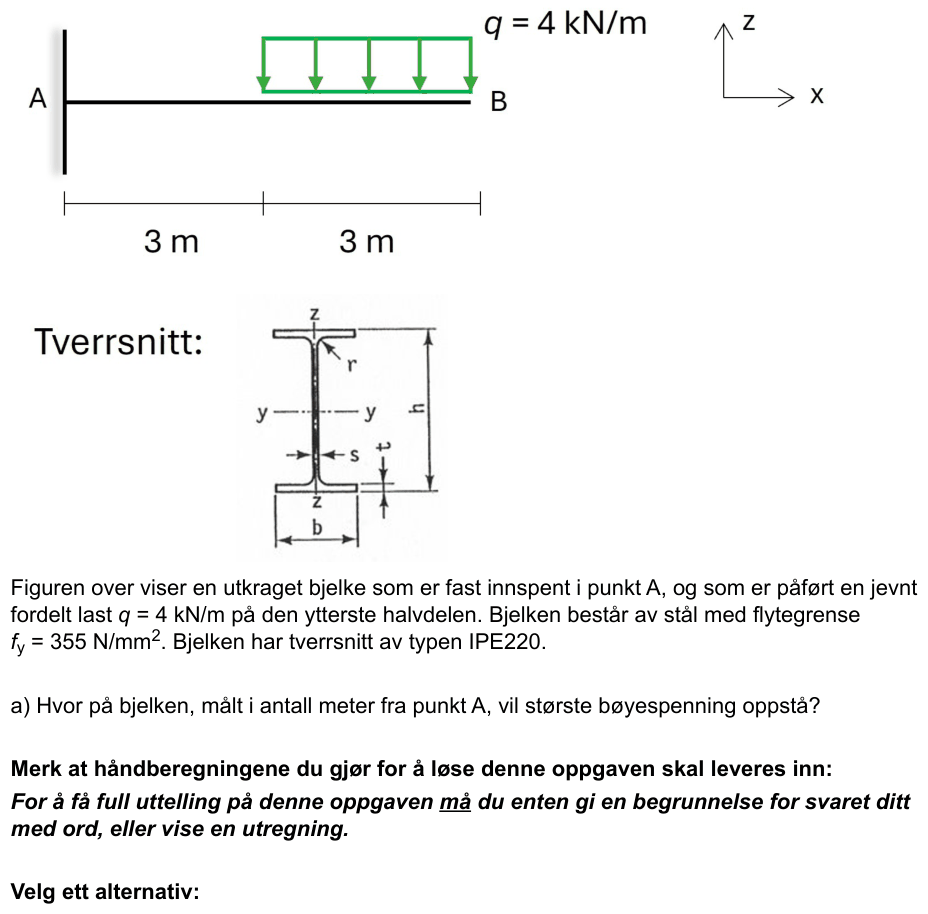 q = 4 kN/m
z
A
B
x
3 m
3 m
Tverrsnitt:
z
r
y
y
h
s
t
z
b
Figuren over viser en utkraget bjelke som er fast innspent i punkt A, og som er påført en jevnt
fordelt last q = 4 kN/m på den ytterste halvdelen. Bjelken består av stål med flytegrense
fy = 355 N/mm². Bjelken har tverrsnitt av typen IPE220.
a) Hvor på bjelken, målt i antall meter fra punkt A, vil største bøyespenning oppstå?
Merk at håndberegningene du gjør for å løse denne oppgaven skal leveres inn:
For å få full uttelling på denne oppgaven må du enten gi en begrunnelse for svaret ditt
med ord, eller vise en utregning.
Velg ett alternativ: